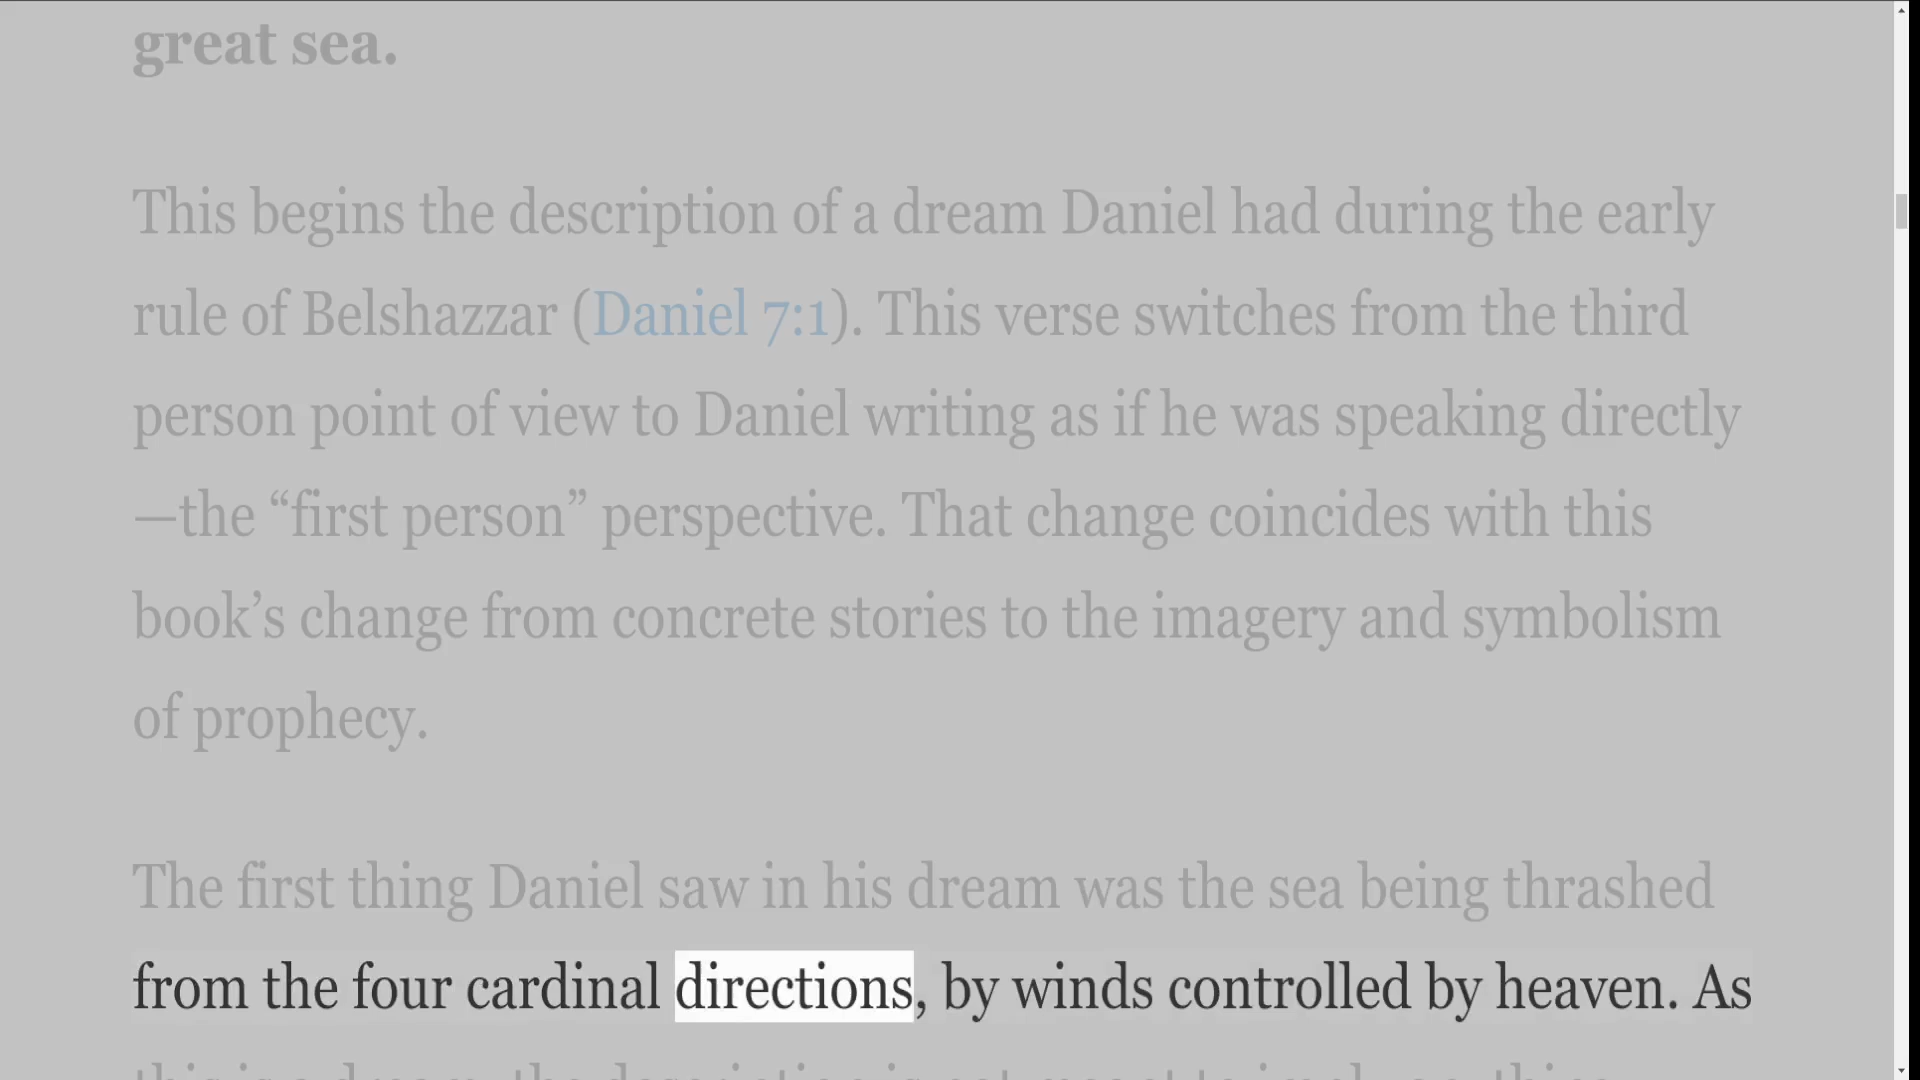 great sea.
This begins the description of a dream Daniel had during the early
rule of Belshazzar (Daniel 7:1). This verse switches from the third
person point of view to Daniel writing as if he was speaking directly
—the “first person” perspective. That change coincides with this
book’s change from concrete stories to the imagery and symbolism
of prophecy.
The first thing Daniel saw in his dream was the sea being thrashed
from the four cardinal directions, by winds controlled by heaven. As